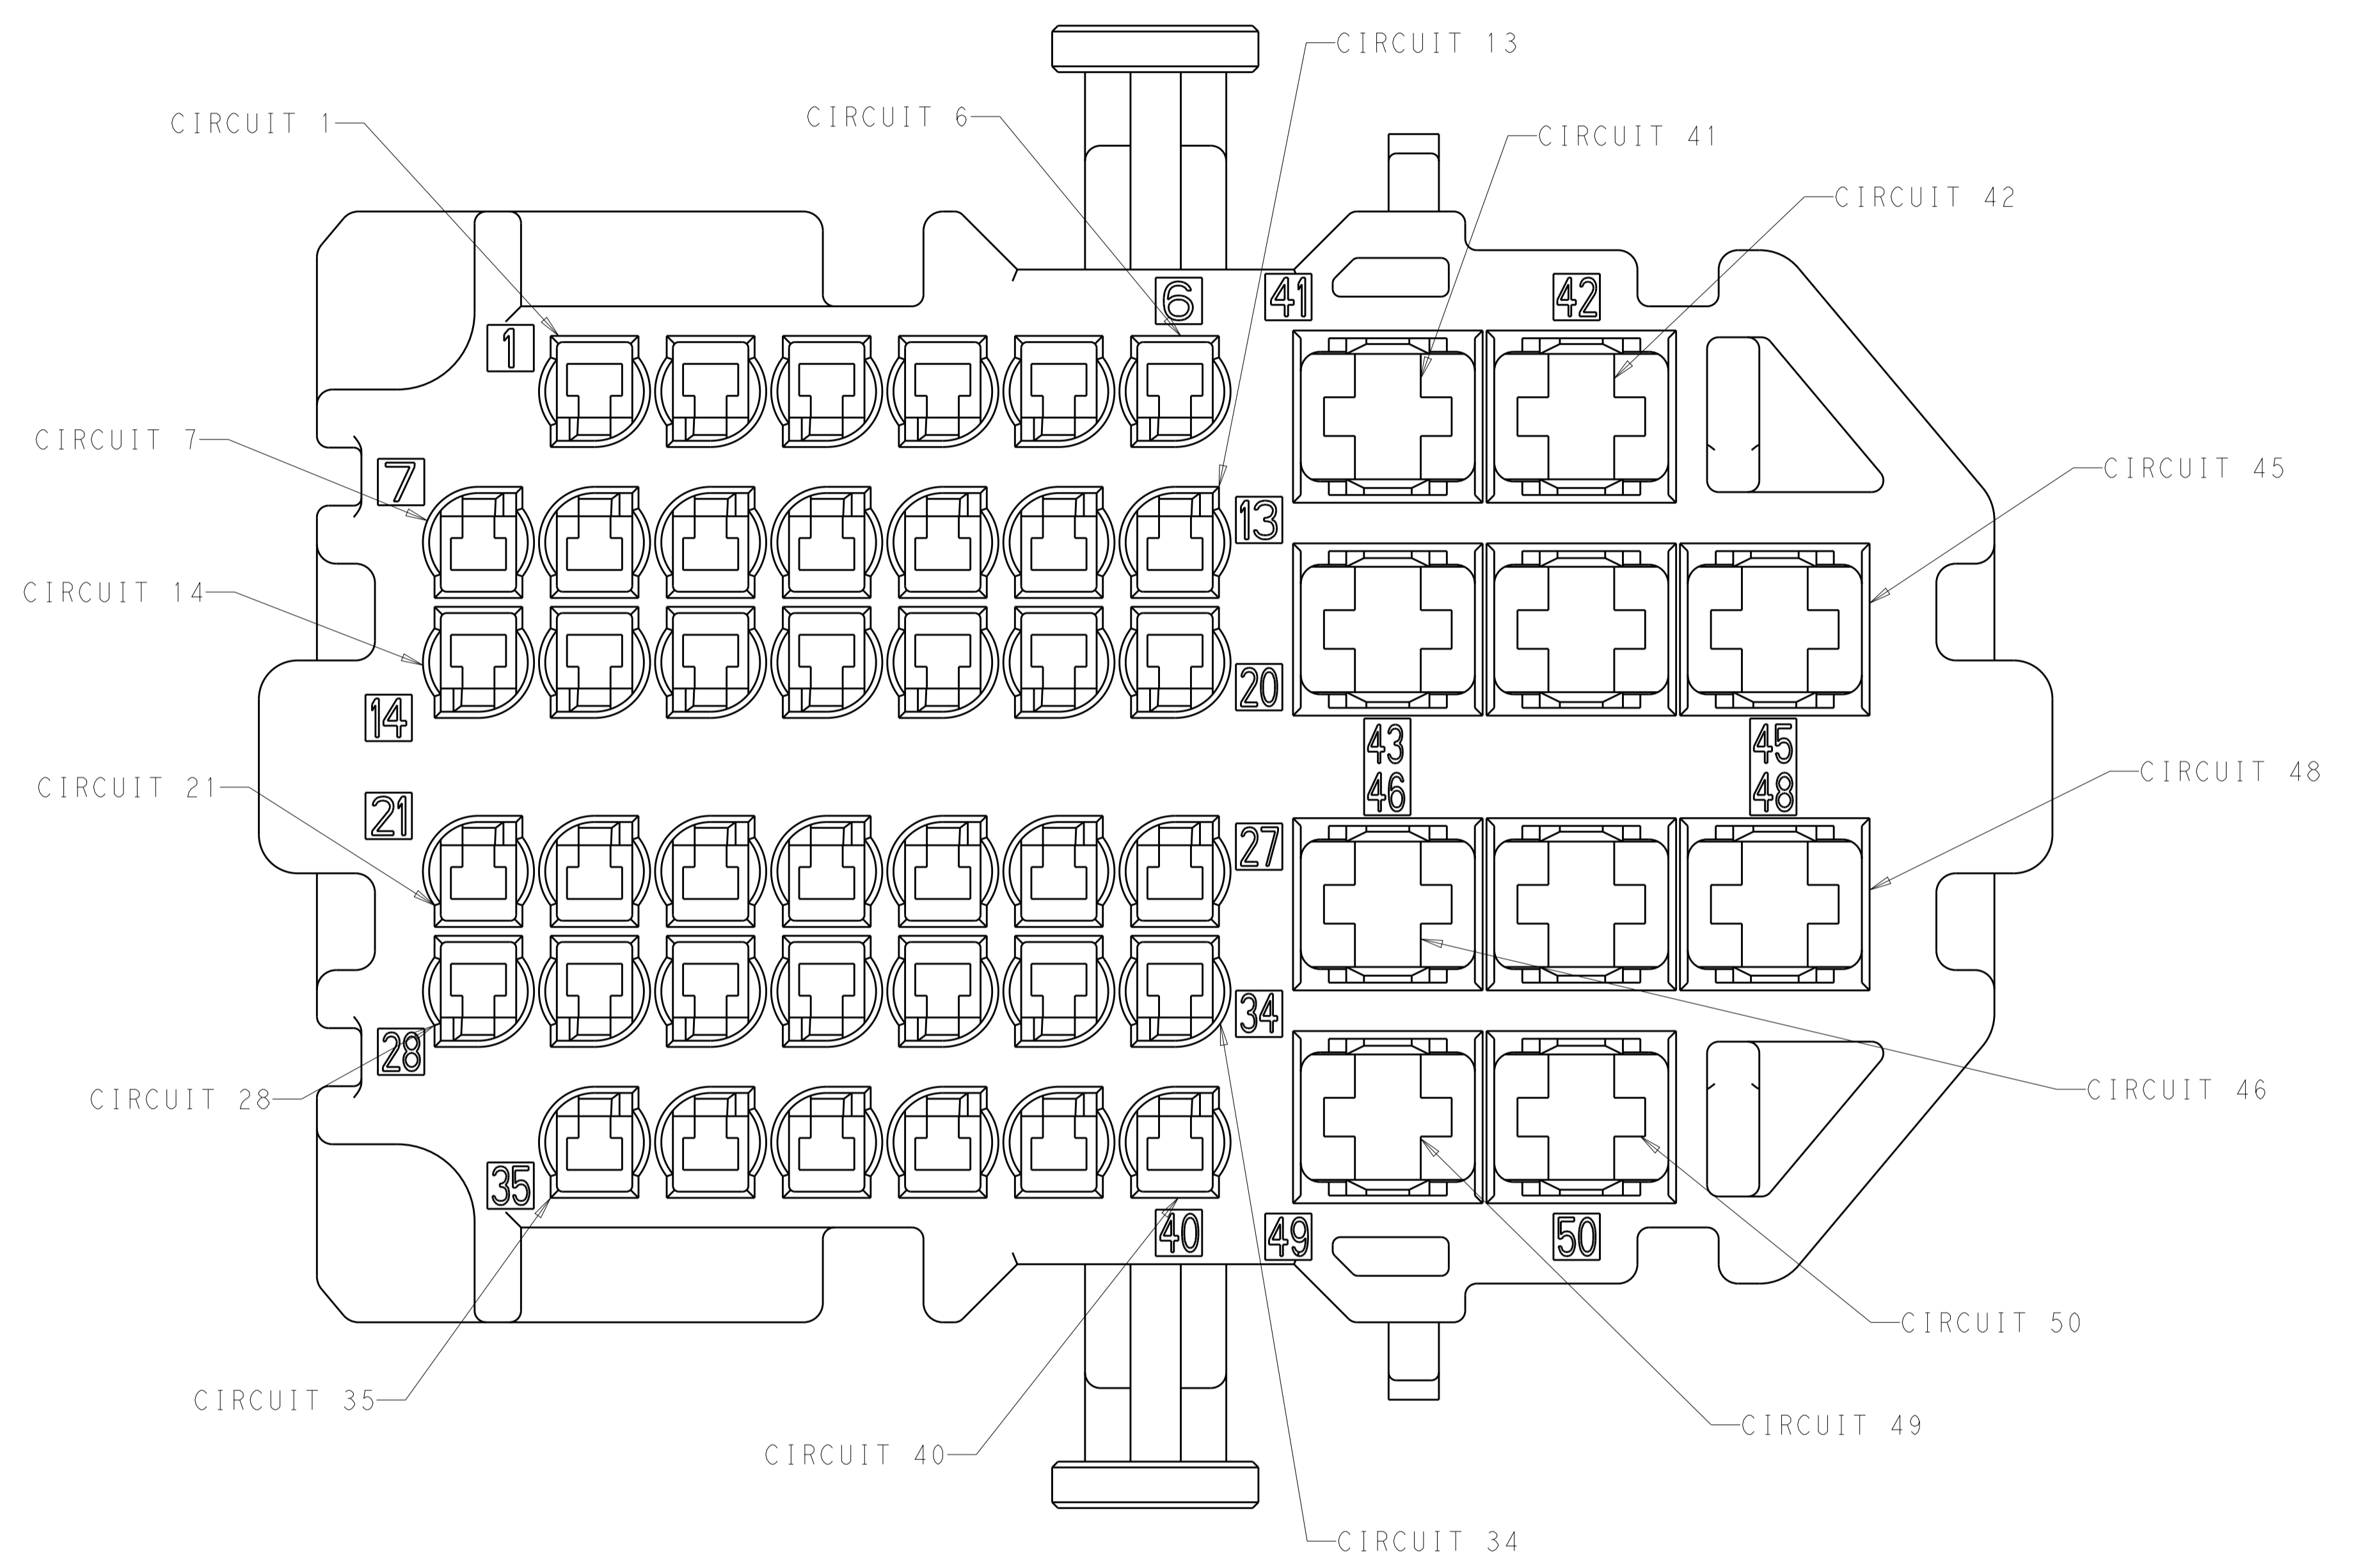 CIRCUIT 13
CIRCUIT 6
CIRCUIT 1
CIRCUIT 41
CIRCUIT 42
6
41
42
1
CIRCUIT 7
CIRCUIT 45
7
13
CIRCUIT 14
20
14
43
45
CIRCUIT 48
46
48
CIRCUIT 21
21
27
34
28
CIRCUIT 28
CIRCUIT 46
35
40
49
50
CIRCUIT 50
CIRCUIT 35
CIRCUIT 49
CIRCUIT 40
CIRCUIT 34